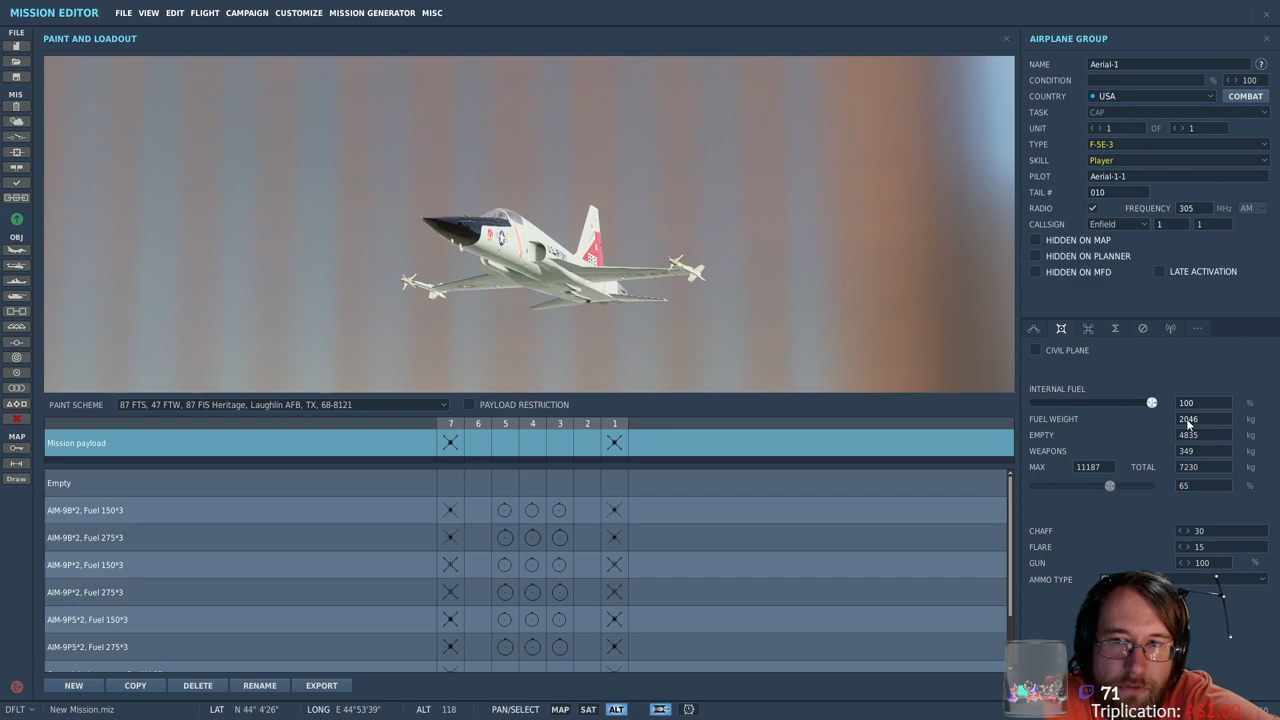 MISSION EDITOR FILE VIEW EDIT FLIGHT CAMPAIGN CUSTOMIZE MISSION GENERATOR MISC
FILE
MIS
OBJ
MAP
Draw
PAINT AND LOADOUT
PAINT SCHEME 87 FTS, 47 FTW, 87 FIS Heritage, Laughlin AFB, TX, 68-8121 PAYLOAD RESTRICTION
7 6 5 4 3 2 1
Mission payload
Empty
AIM-9B*2, Fuel 150*3
AIM-9B*2, Fuel 275*3
AIM-9P*2, Fuel 150*3
AIM-9P*2, Fuel 275*3
AIM-9P5*2, Fuel 150*3
AIM-9P5*2, Fuel 275*3
NEW COPY DELETE RENAME EXPORT
AIRPLANE GROUP
NAME Aerial-1 ?
CONDITION % 100
COUNTRY USA COMBAT
TASK CAP
UNIT 1 OF 1
TYPE F-5E-3
SKILL Player
PILOT Aerial-1-1
TAIL # 010
RADIO FREQUENCY 305 MHz AM
CALLSIGN Enfield 1 1
HIDDEN ON MAP
HIDDEN ON PLANNER
HIDDEN ON MFD LATE ACTIVATION
CIVIL PLANE
INTERNAL FUEL
100 %
FUEL WEIGHT 2046 kg
EMPTY 4835 kg
WEAPONS 349 kg
MAX 11187 TOTAL 7230 kg
65 %
CHAFF 30
FLARE 15
GUN 100 %
AMMO TYPE
71
Triplication:
DFLT New Mission.miz LAT N 44° 4'26" LONG E 44°53'39" ALT 118 PAN/SELECT MAP SAT ALT